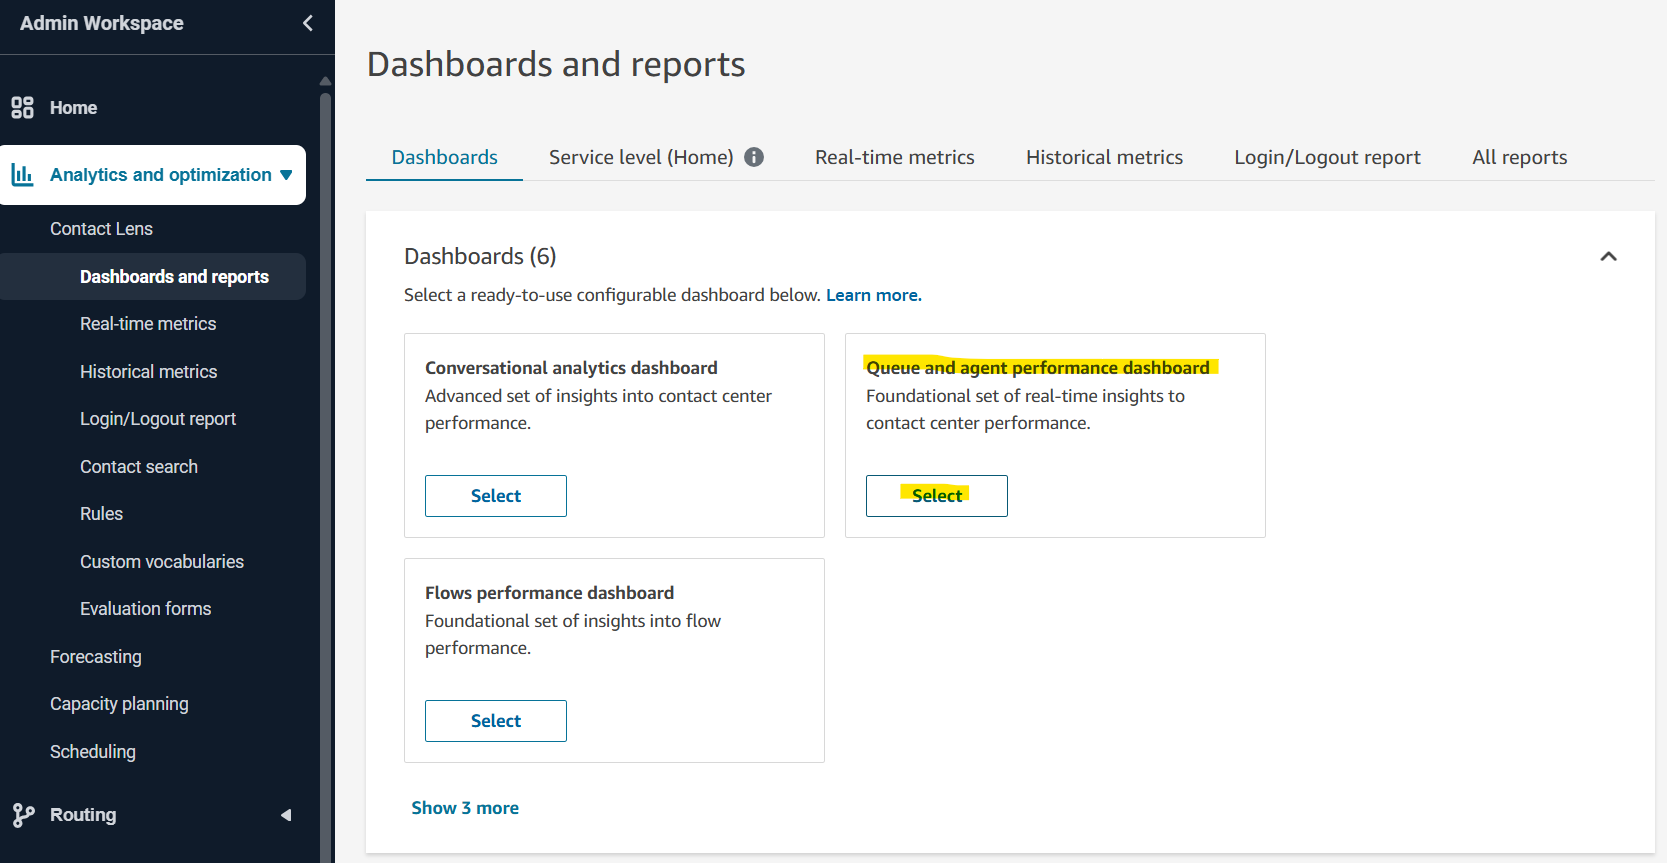 Admin Workspace
Home
Analytics and optimization
Contact Lens
Dashboards and reports
Real-time metrics
Historical metrics
Login/Logout report
Contact search
Rules
Custom vocabularies
Evaluation forms
Forecasting
Capacity planning
Scheduling
Routing
Dashboards and reports
Dashboards
Service level (Home)
Real-time metrics
Historical metrics
Login/Logout report
All reports
Dashboards (6)
Select a ready-to-use configurable dashboard below. Learn more.
Conversational analytics dashboard
Advanced set of insights into contact center
performance.
Select
Queue and agent performance dashboard
Foundational set of real-time insights to
contact center performance.
Select
Flows performance dashboard
Foundational set of insights into flow
performance.
Select
Show 3 more